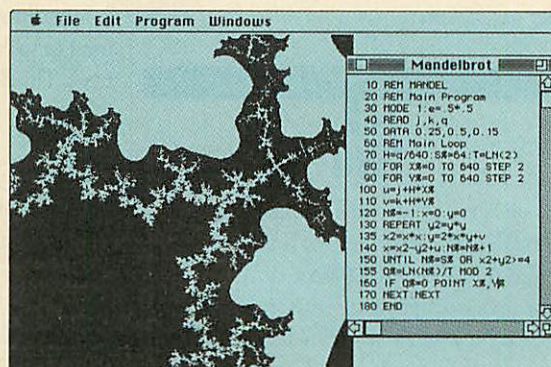 File Edit Program Windows
Mandelbrot
10 REM MANDEL
20 REM Main Program
30 MODE 1:e=.5*.5
40 READ j,k,q
50 DATA 0.25,0.5,0.15
60 REM Main Loop
70 H=q/640:S%=64:T=LN(2)
80 FOR X%=0 TO 640 STEP 2
90 FOR Y%=0 TO 640 STEP 2
100 u=j+H*X%
110 v=k+H*Y%
120 N%=-1:x=0:y=0
130 REPEAT y2=y*y
135 x2=x*x:y=2*x*y+v
140 x=x2-y2+u:N%=N%+1
150 UNTIL N%=S% OR x2+y2>=4
155 Q%=LN(N%)/T MOD 2
160 IF Q%=0 POINT X%,Y%
170 NEXT:NEXT
180 END